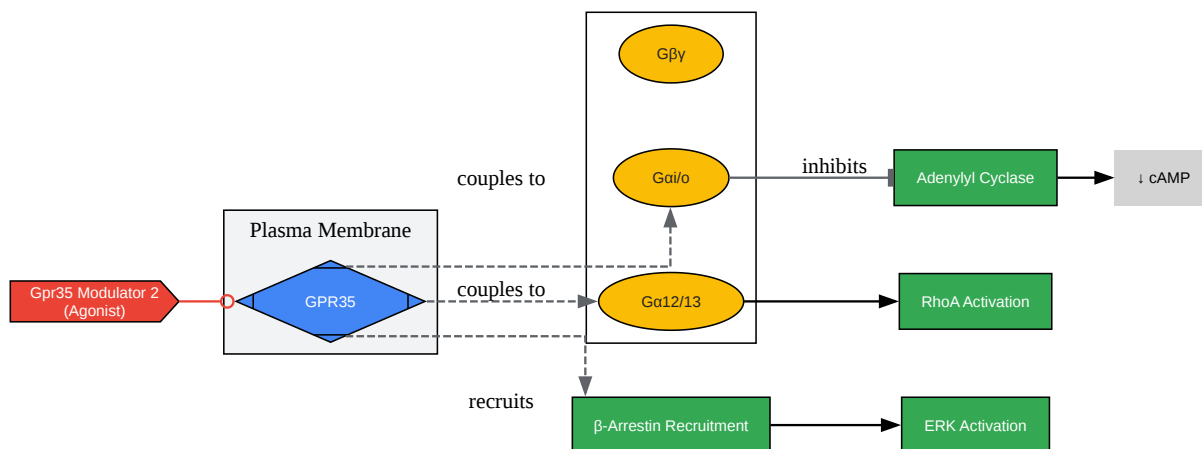 Gβγ
couples to
Gαi/o
inhibits
Adenylyl Cyclase
↓ cAMP
Plasma Membrane
Gpr35 Modulator 2
(Agonist)
GPR35
couples to
Gα12/13
RhoA Activation
recruits
β-Arrestin Recruitment
ERK Activation